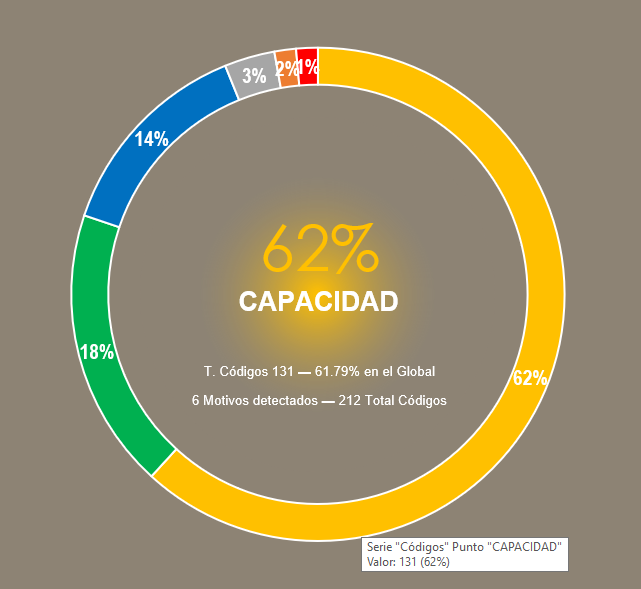 3%
2%
1%
14%
62%
CAPACIDAD
18%
T. Códigos 131 — 61.79% en el Global
62%
6 Motivos detectados — 212 Total Códigos
Serie "Códigos" Punto "CAPACIDAD"
Valor: 131 (62%)